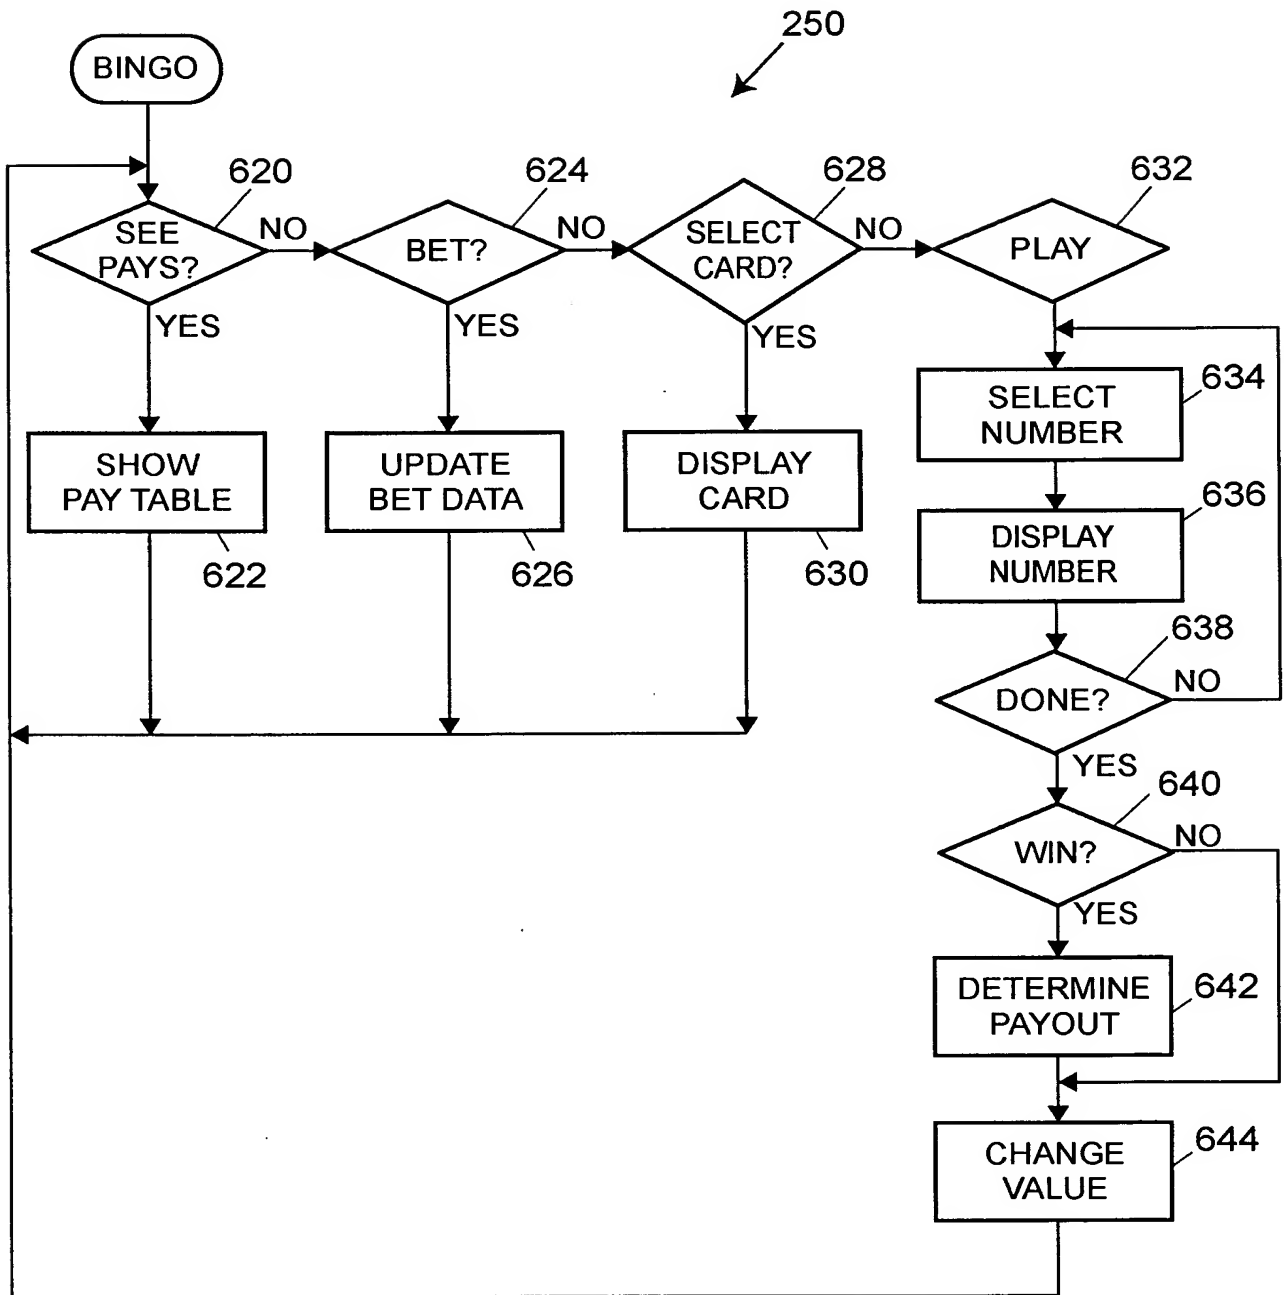 250
BINGO
620
624
628
632
SEE
PAYS?
NO
BET?
NO
SELECT
CARD?
NO
PLAY
YES
YES
YES
SHOW
PAY TABLE
622
UPDATE
BET DATA
626
DISPLAY
CARD
630
SELECT
NUMBER
634
DISPLAY
NUMBER
636
638
DONE?
NO
YES
640
WIN?
NO
YES
DETERMINE
PAYOUT
642
CHANGE
VALUE
644